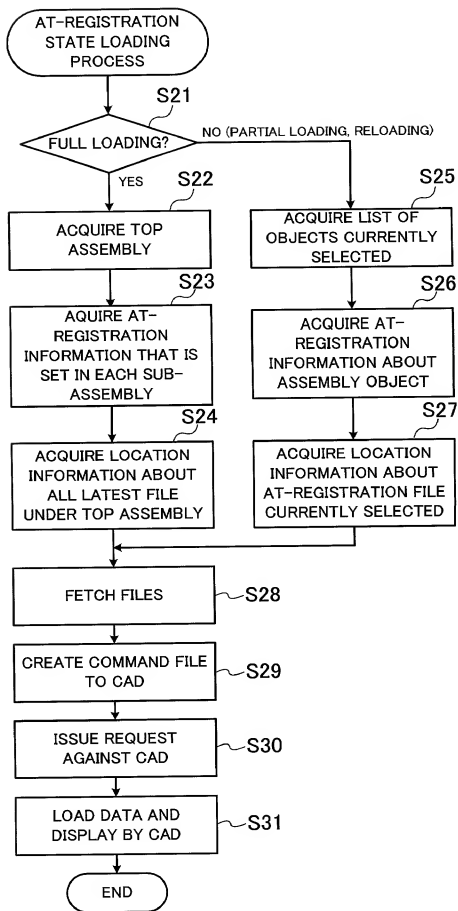 AT-REGISTRATION
STATE LOADING
PROCESS
S21
FULL LOADING?
NO (PARTIAL LOADING, RELOADING)
YES
S22
ACQUIRE TOP
ASSEMBLY
S23
AQUIRE AT-
REGISTRATION
INFORMATION THAT IS
SET IN EACH SUB-
ASSEMBLY
S24
ACQUIRE LOCATION
INFORMATION ABOUT
ALL LATEST FILE
UNDER TOP ASSEMBLY
S25
ACQUIRE LIST OF
OBJECTS CURRENTLY
SELECTED
S26
ACQUIRE AT-
REGISTRATION
INFORMATION ABOUT
ASSEMBLY OBJECT
S27
ACQUIRE LOCATION
INFORMATION ABOUT
AT-REGISTRATION FILE
CURRENTLY SELECTED
FETCH FILES
S28
CREATE COMMAND FILE
TO CAD
S29
ISSUE REQUEST
AGAINST CAD
S30
LOAD DATA AND
DISPLAY BY CAD
S31
END